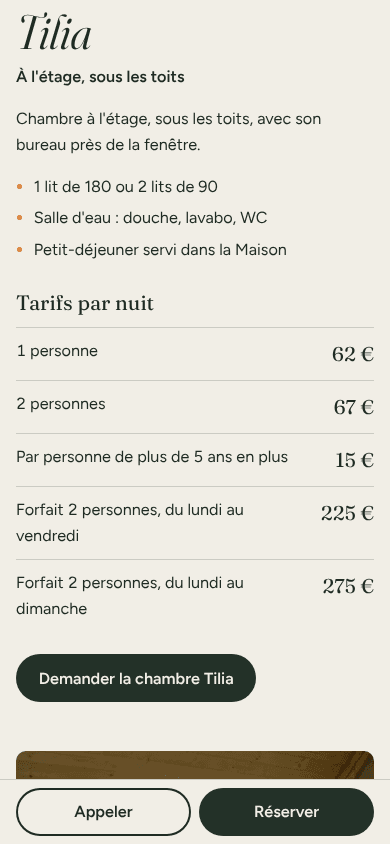 Tilia
À l'étage, sous les toits
Chambre à l'étage, sous les toits, avec son
bureau près de la fenêtre.
1 lit de 180 ou 2 lits de 90
Salle d'eau : douche, lavabo, WC
Petit-déjeuner servi dans la Maison
Tarifs par nuit
1 personne 62 €
2 personnes 67 €
Par personne de plus de 5 ans en plus 15 €
Forfait 2 personnes, du lundi au 225 €
vendredi
Forfait 2 personnes, du lundi au 275 €
dimanche
Demander la chambre Tilia
Appeler Réserver